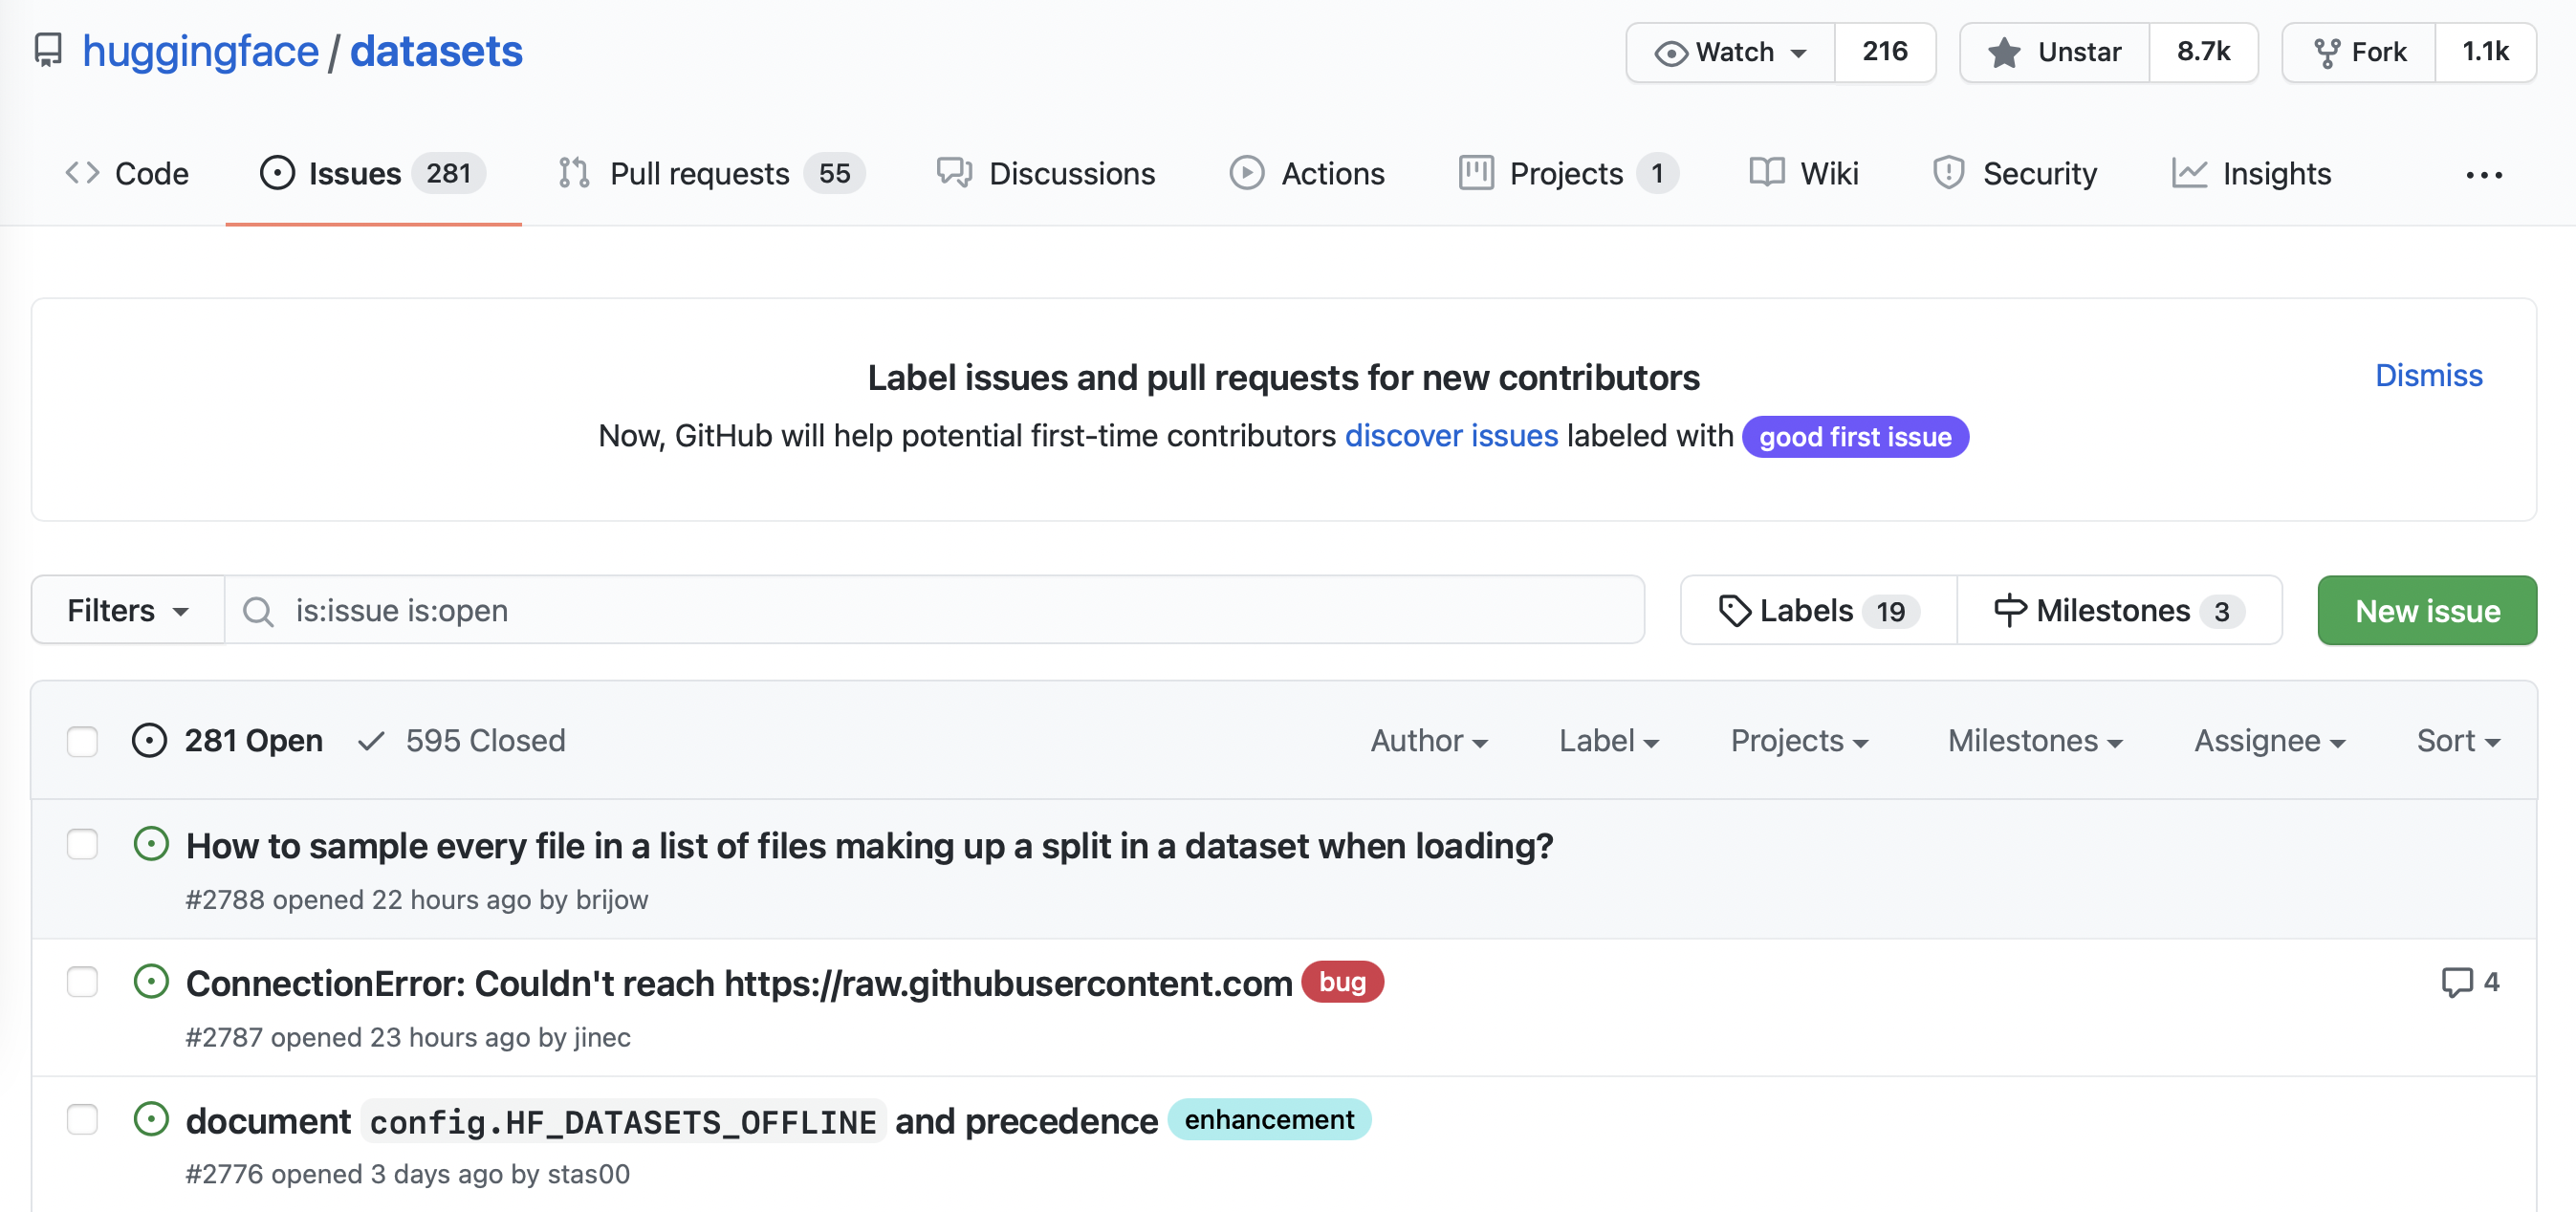 huggingface / datasets
Watch 216 Unstar 8.7k Fork 1.1k
Code Issues 281 Pull requests 55 Discussions Actions Projects 1 Wiki Security Insights ...
Label issues and pull requests for new contributors
Dismiss
Now, GitHub will help potential first-time contributors discover issues labeled with good first issue
Filters is:issue is:open Labels 19 Milestones 3 New issue
281 Open 595 Closed Author Label Projects Milestones Assignee Sort
How to sample every file in a list of files making up a split in a dataset when loading?
#2788 opened 22 hours ago by brijow
ConnectionError: Couldn't reach https://raw.githubusercontent.com bug 4
#2787 opened 23 hours ago by jinec
document config.HF_DATASETS_OFFLINE and precedence enhancement
#2776 opened 3 days ago by stas00